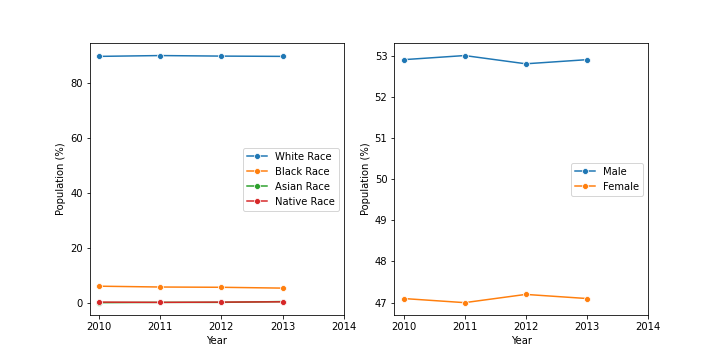 80
60
40
20
0
Population (%)
White Race
Black Race
Asian Race
Native Race
2010 2011 2012 2013 2014
Year
53
52
51
50
49
48
47
Population (%)
Male
Female
2010 2011 2012 2013 2014
Year